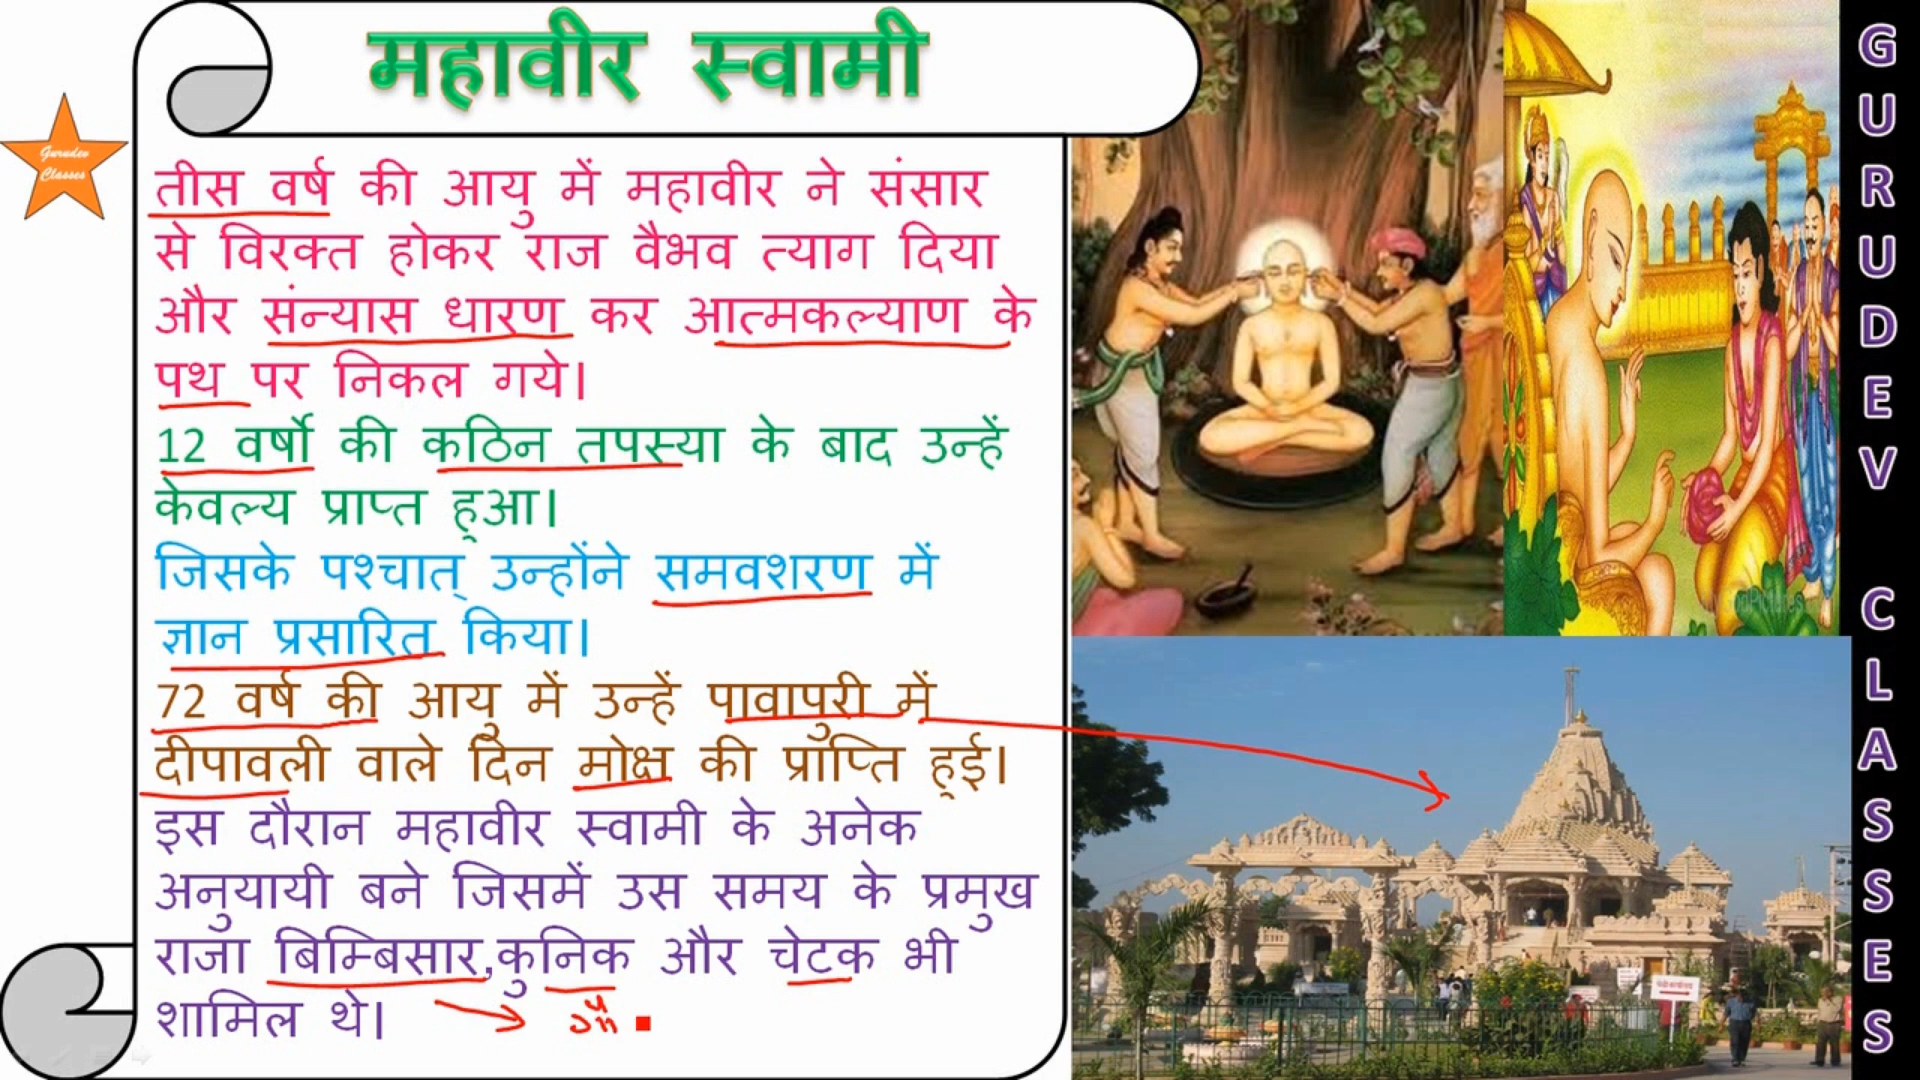 महावीर स्वामी
Gurudev
Classes
तीस वर्ष की आयु में महावीर ने संसार
से विरक्त होकर राज वैभव त्याग दिया
और संन्यास धारण कर आत्मकल्याण के
पथ पर निकल गये।
12 वर्षो की कठिन तपस्या के बाद उन्हें
केवल्य प्राप्त हुआ।
जिसके पश्चात् उन्होंने समवशरण में
ज्ञान प्रसारित किया।
72 वर्ष की आयु में उन्हें पावापुरी में
दीपावली वाले दिन मोक्ष की प्राप्ति हुई।
इस दौरान महावीर स्वामी के अनेक
अनुयायी बने जिसमें उस समय के प्रमुख
राजा बिम्बिसार,कुनिक और चेटक भी
शामिल थे।
GURUDEV CLASSES